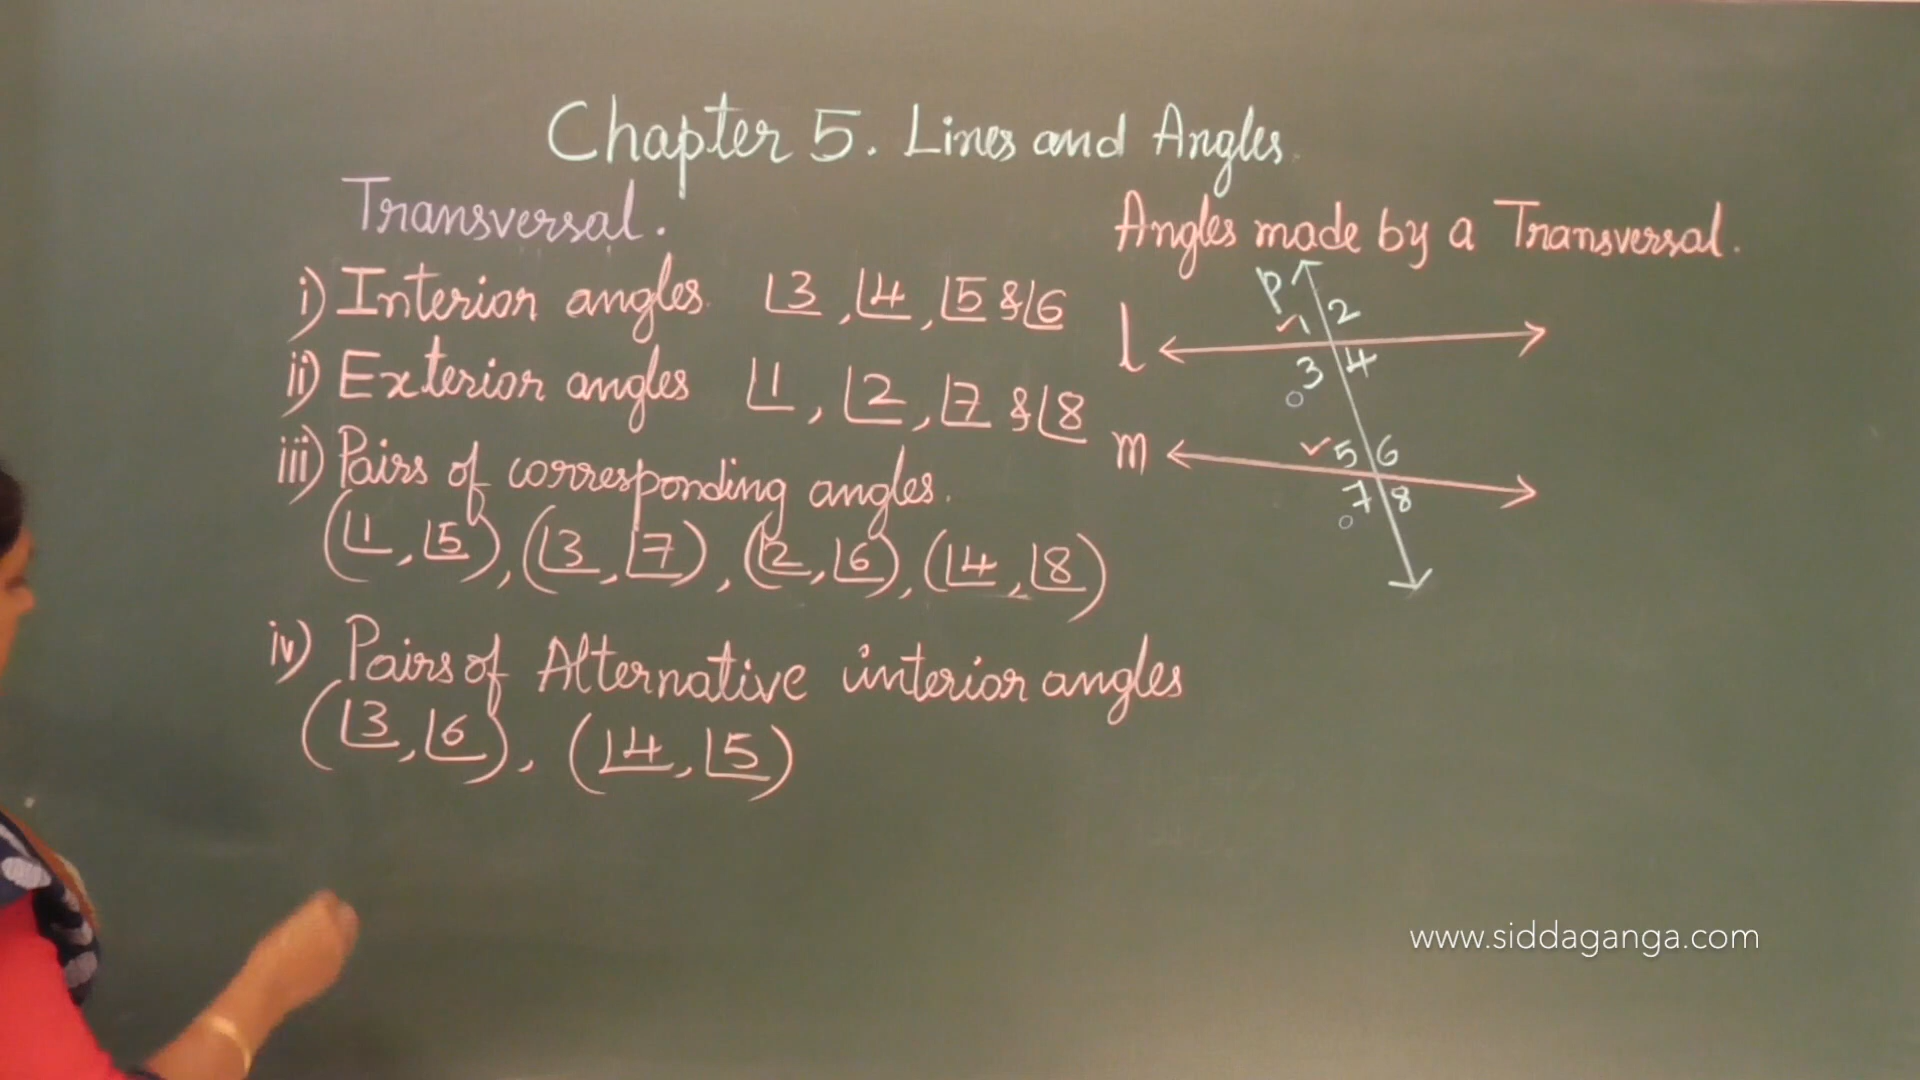 Chapter 5. Lines and Angles.
Transversal.
i) Interior angles. ∠3, ∠4, ∠5 & ∠6
ii) Exterior angles ∠1, ∠2, ∠7 & ∠8
iii) Pairs of corresponding angles.
(∠1, ∠5), (∠3, ∠7), (∠2, ∠6), (∠4, ∠8)
iv) Pairs of Alternative interior angles
(∠3, ∠6), (∠4, ∠5)
Angles made by a Transversal.
P
1 2
l
3 4
m
5 6
7 8
www.siddaganga.com